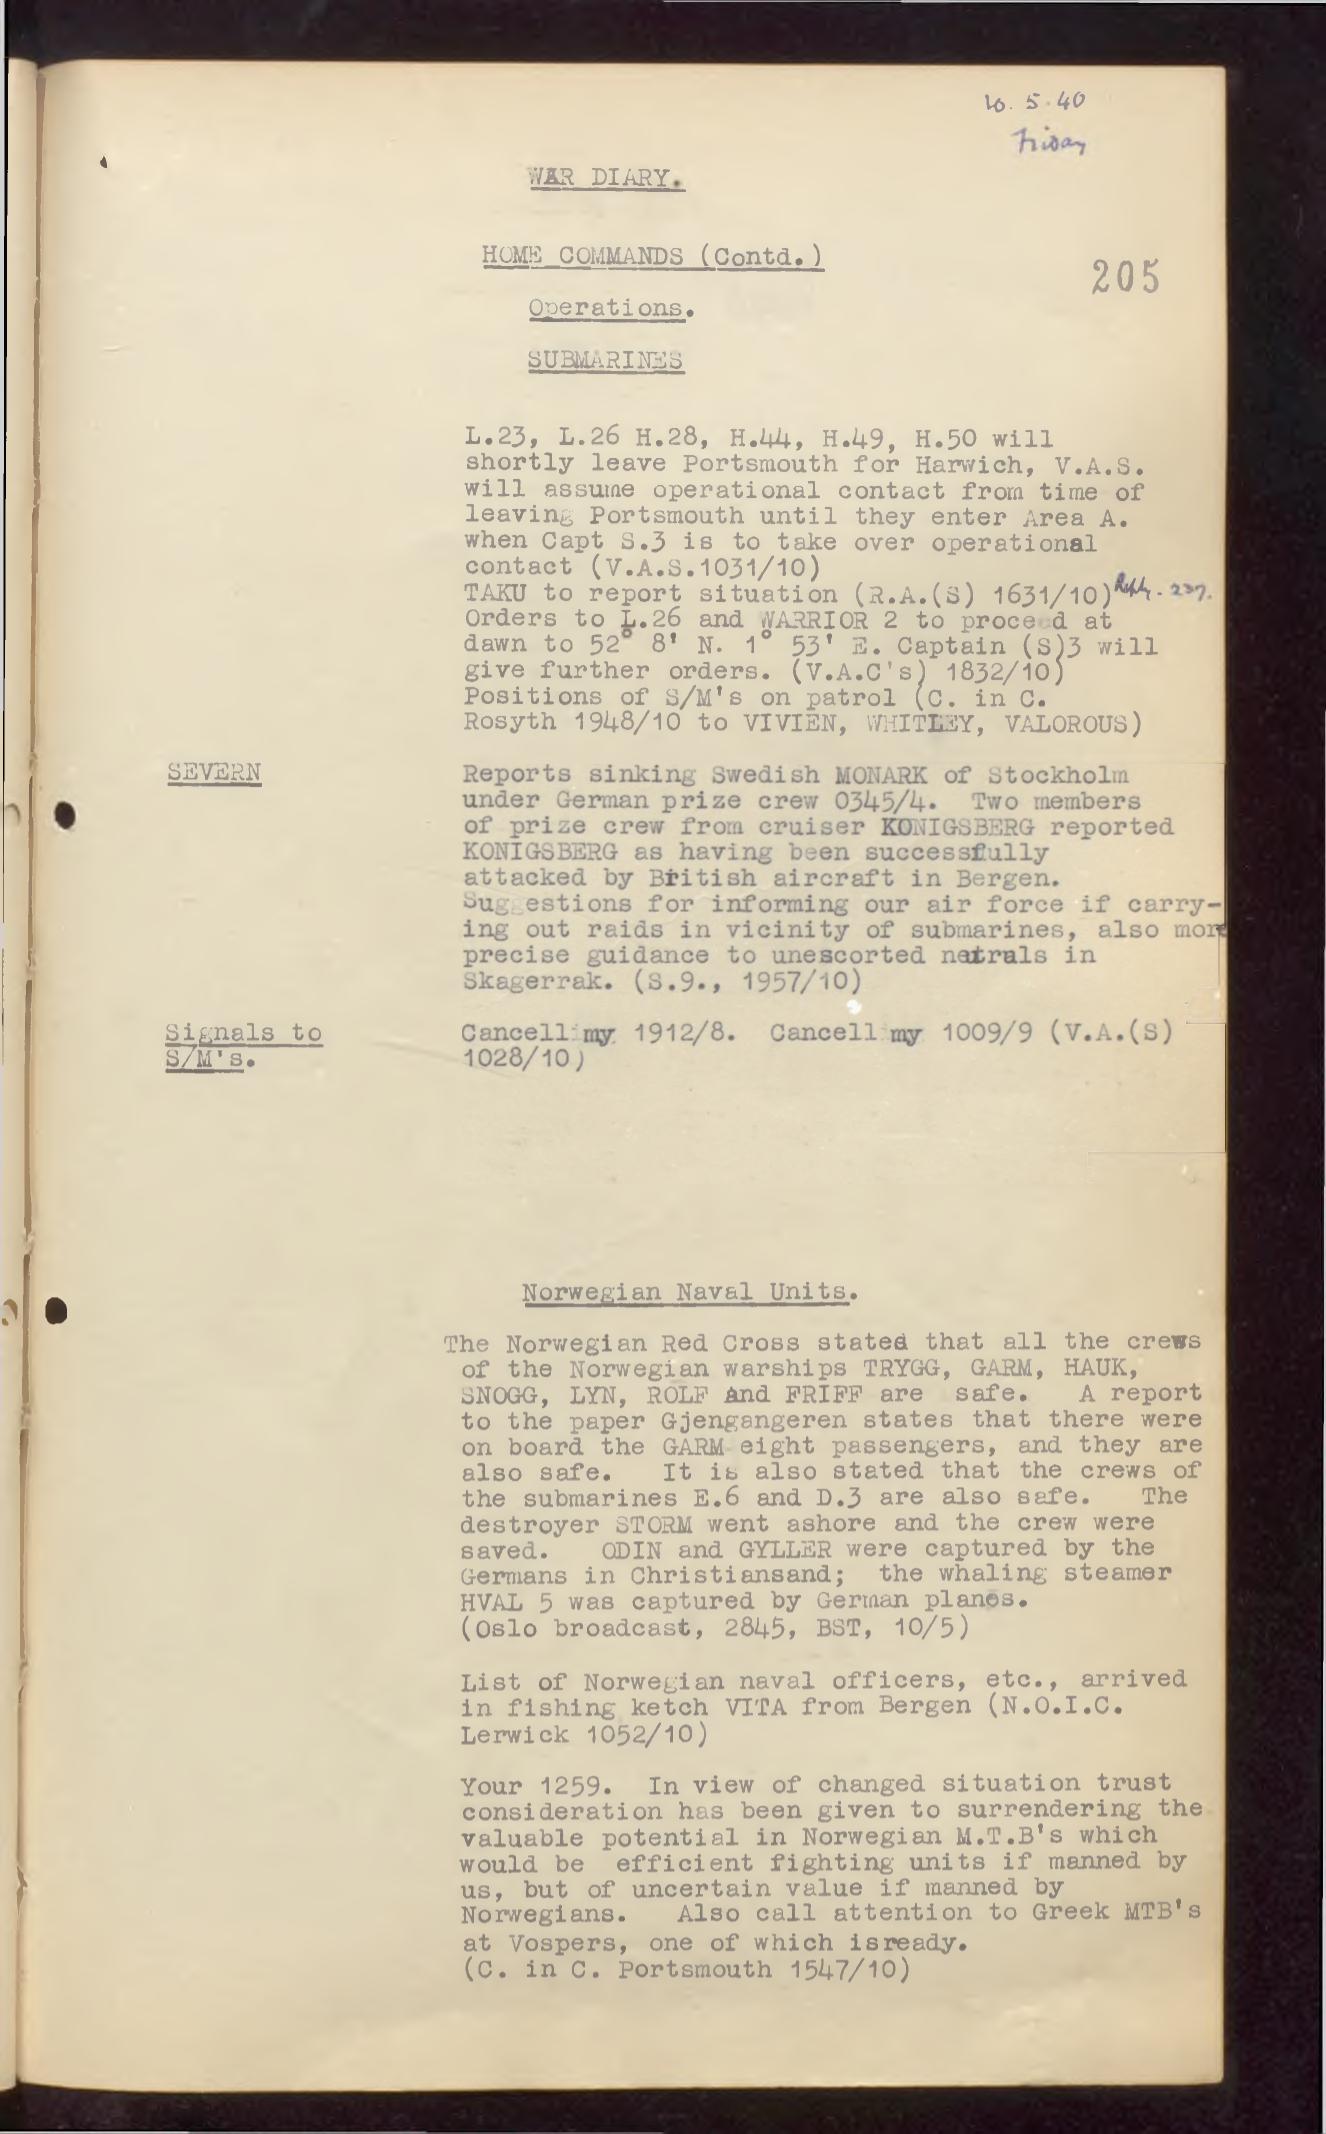 10.5.40
Friday
WAR DIARY.
HOME COMMANDS (Contd.)
205
Operations.
SUBMARINES
L.23, L.26 H.28, H.44, H.49, H.50 will
shortly leave Portsmouth for Harwich, V.A.S.
will assume operational contact from time of
leaving Portsmouth until they enter Area A.
when Capt S.3 is to take over operational
contact (V.A.S.1031/10)
TAKU to report situation (R.A.(S) 1631/10) Reply. 237.
Orders to L.26 and WARRIOR 2 to proceed at
dawn to 52° 8' N. 1° 53' E. Captain (S)3 will
give further orders. (V.A.C's) 1832/10)
Positions of S/M's on patrol (C. in C.
Rosyth 1948/10 to VIVIEN, WHITLEY, VALOROUS)
SEVERN
Reports sinking Swedish MONARK of Stockholm
under German prize crew 0345/4. Two members
of prize crew from cruiser KONIGSBERG reported
KONIGSBERG as having been successfully
attacked by British aircraft in Bergen.
Suggestions for informing our air force if carry-
ing out raids in vicinity of submarines, also more
precise guidance to unescorted netruls in
Skagerrak. (S.9., 1957/10)
Signals to
S/M's.
Cancell my 1912/8. Cancell my 1009/9 (V.A.(S)
1028/10)
Norwegian Naval Units.
The Norwegian Red Cross stated that all the crews
of the Norwegian warships TRYGG, GARM, HAUK,
SNOGG, LYN, ROLF And FRIFF are safe. A report
to the paper Gjengangeren states that there were
on board the GARM eight passengers, and they are
also safe. It is also stated that the crews of
the submarines E.6 and D.3 are also safe. The
destroyer STORM went ashore and the crew were
saved. ODIN and GYLLER were captured by the
Germans in Christiansand; the whaling steamer
HVAL 5 was captured by German planes.
(Oslo broadcast, 2845, BST, 10/5)
List of Norwegian naval officers, etc., arrived
in fishing ketch VITA from Bergen (N.O.I.C.
Lerwick 1052/10)
Your 1259. In view of changed situation trust
consideration has been given to surrendering the
valuable potential in Norwegian M.T.B's which
would be efficient fighting units if manned by
us, but of uncertain value if manned by
Norwegians. Also call attention to Greek MTB's
at Vospers, one of which isready.
(C. in C. Portsmouth 1547/10)